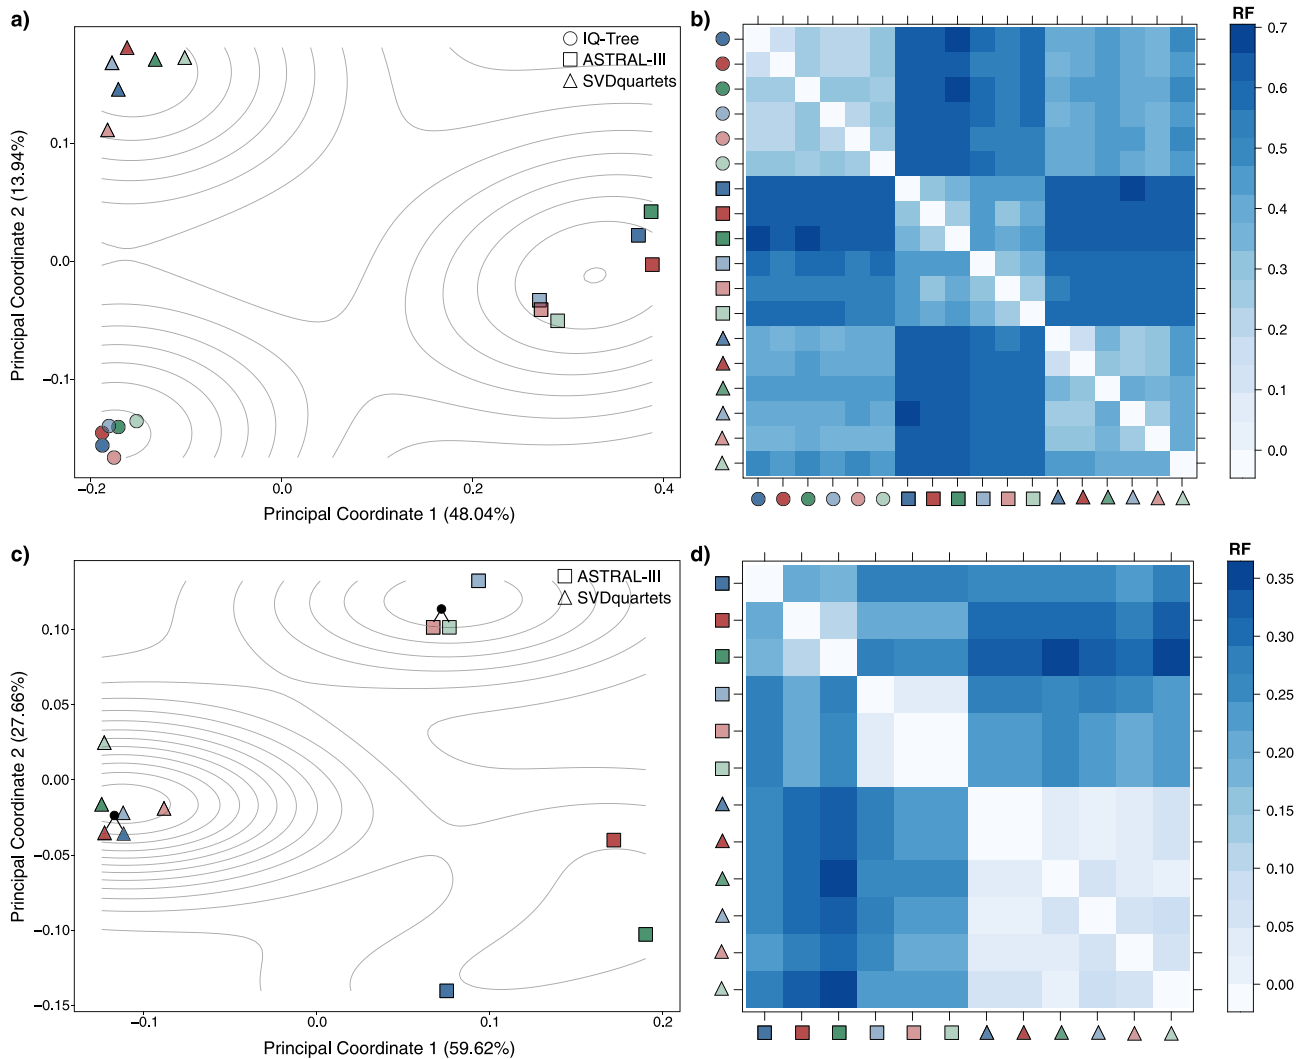 a)
IQ-Tree
ASTRAL-III
SVDquartets
0.1
0.0
−0.1
Principal Coordinate 2 (13.94%)
−0.2
0.0
0.2
0.4
Principal Coordinate 1 (48.04%)
b)
RF
0.7
0.6
0.5
0.4
0.3
0.2
0.1
0.0
c)
ASTRAL-III
SVDquartets
0.10
0.05
0.00
−0.05
−0.10
−0.15
Principal Coordinate 2 (27.66%)
−0.1
0.0
0.1
0.2
Principal Coordinate 1 (59.62%)
d)
RF
0.35
0.30
0.25
0.20
0.15
0.10
0.05
0.00